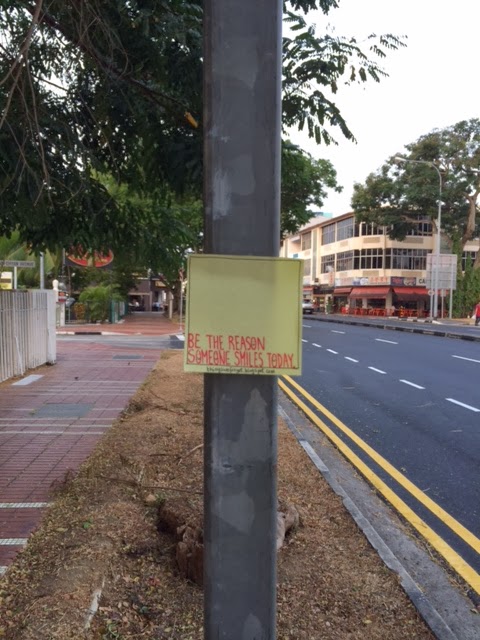 BE THE REASON
SOMEONE SMILES TODAY.